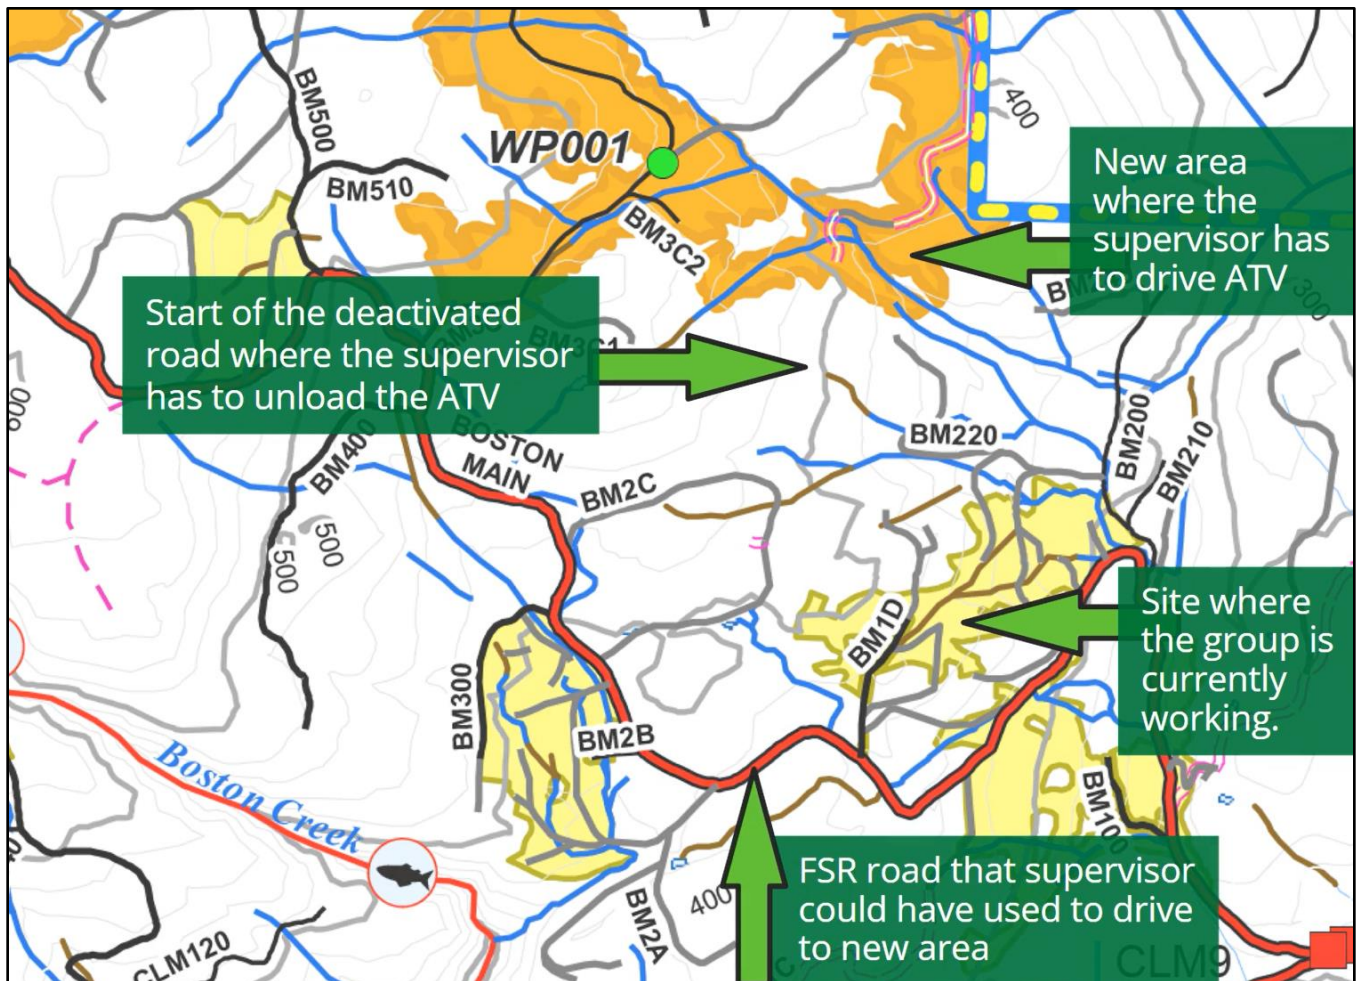 BM500
400
WP001
BM510
BM3C2
New area
where the
supervisor has
to drive ATV
Start of the deactivated
road where the supervisor
has to unload the ATV
BM3C1
300
BM400
BOSTON
MAIN
BM2C
BM220
BM200
BM210
500
500
BM1D
Site where
the group is
currently
working.
BM300
BM2B
Boston Creek
BM100
FSR road that supervisor
could have used to drive
to new area
400
BM2A
CLM120
CLM9